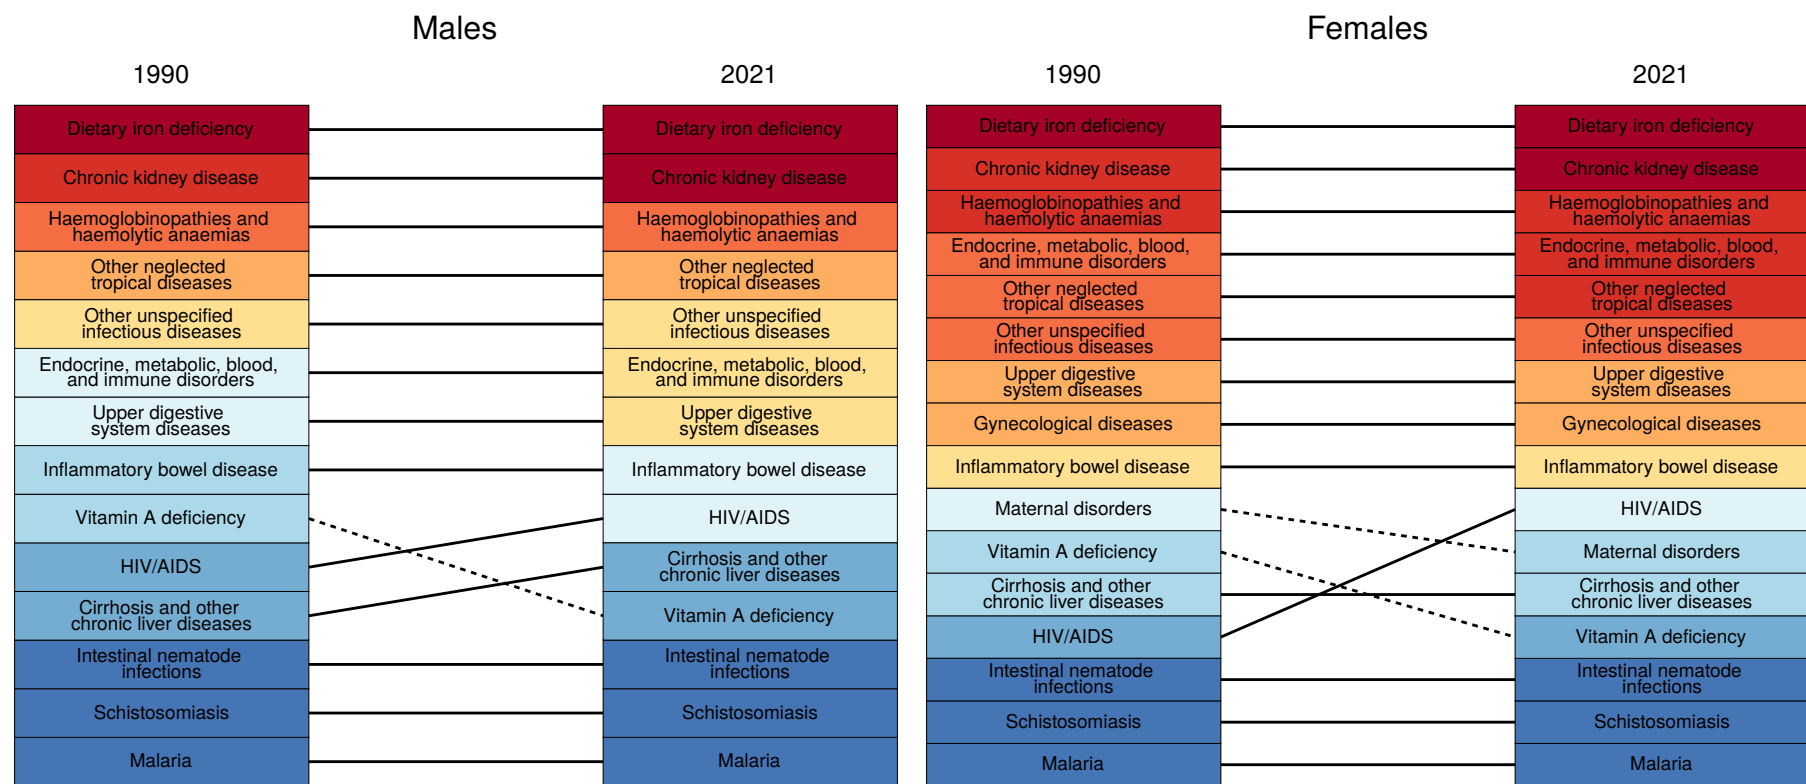 Males
1990
2021
Dietary iron deficiency
Chronic kidney disease
Haemoglobinopathies and
haemolytic anaemias
Other neglected
tropical diseases
Other unspecified
infectious diseases
Endocrine, metabolic, blood,
and immune disorders
Upper digestive
system diseases
Inflammatory bowel disease
Vitamin A deficiency
HIV/AIDS
Cirrhosis and other
chronic liver diseases
Intestinal nematode
infections
Schistosomiasis
Malaria
Dietary iron deficiency
Chronic kidney disease
Haemoglobinopathies and
haemolytic anaemias
Other neglected
tropical diseases
Other unspecified
infectious diseases
Endocrine, metabolic, blood,
and immune disorders
Upper digestive
system diseases
Inflammatory bowel disease
HIV/AIDS
Cirrhosis and other
chronic liver diseases
Vitamin A deficiency
Intestinal nematode
infections
Schistosomiasis
Malaria
Females
1990
2021
Dietary iron deficiency
Chronic kidney disease
Haemoglobinopathies and
haemolytic anaemias
Endocrine, metabolic, blood,
and immune disorders
Other neglected
tropical diseases
Other unspecified
infectious diseases
Upper digestive
system diseases
Gynecological diseases
Inflammatory bowel disease
Maternal disorders
Vitamin A deficiency
Cirrhosis and other
chronic liver diseases
HIV/AIDS
Intestinal nematode
infections
Schistosomiasis
Malaria
Dietary iron deficiency
Chronic kidney disease
Haemoglobinopathies and
haemolytic anaemias
Endocrine, metabolic, blood,
and immune disorders
Other neglected
tropical diseases
Other unspecified
infectious diseases
Upper digestive
system diseases
Gynecological diseases
Inflammatory bowel disease
HIV/AIDS
Maternal disorders
Cirrhosis and other
chronic liver diseases
Vitamin A deficiency
Intestinal nematode
infections
Schistosomiasis
Malaria